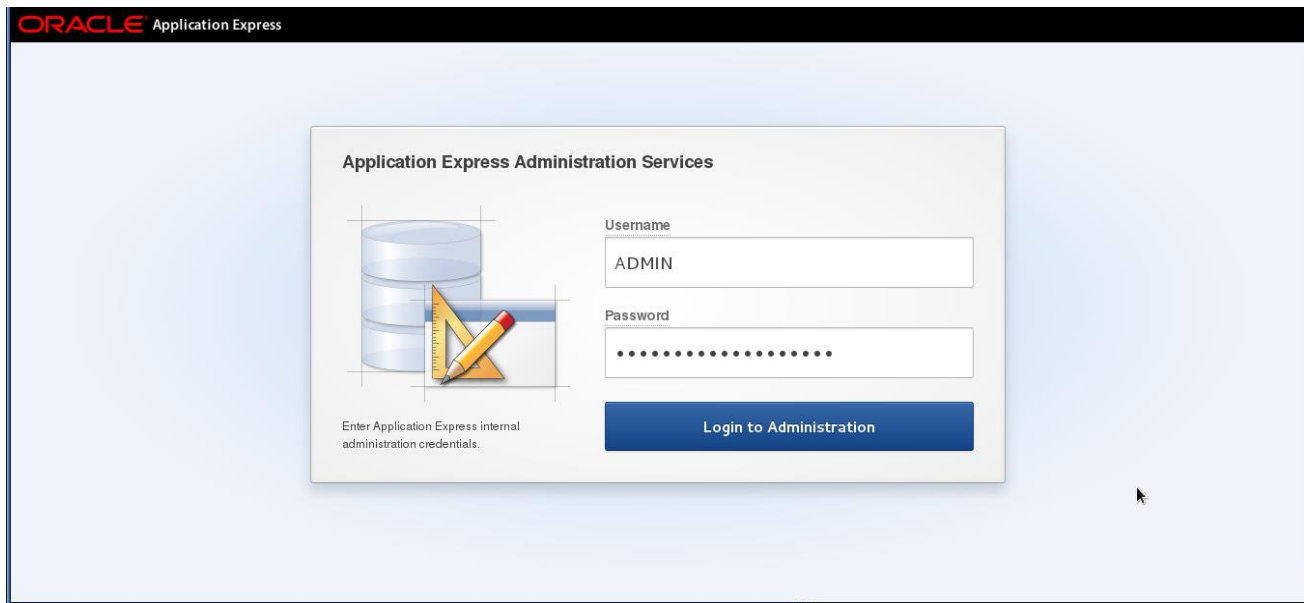 ORACLE Application Express
Application Express Administration Services
Username
ADMIN
Password
•••••••••••••••••••
Login to Administration
Enter Application Express internal
administration credentials.